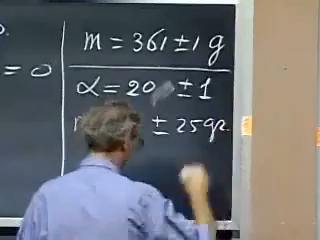 = 0
m = 361 ± 1 g
α = 20 ± 1
± 25 gr.